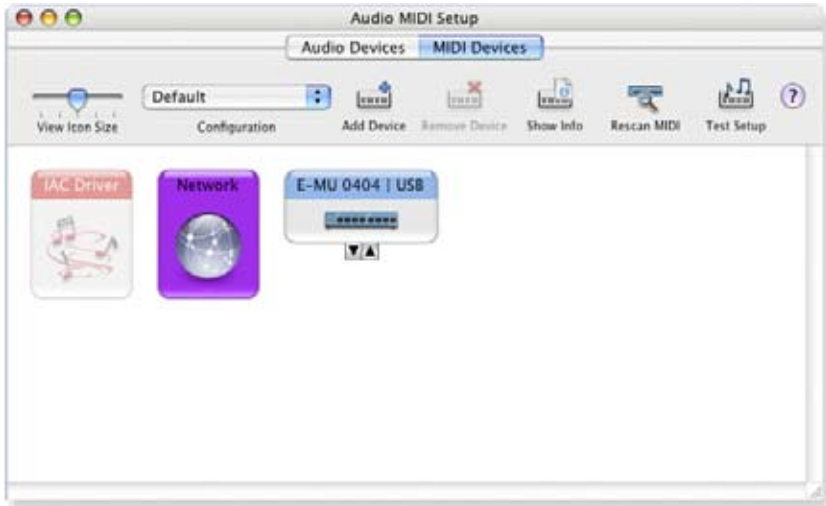 Audio MIDI Setup
Audio Devices MIDI Devices
Default
View Icon Size Configuration Add Device Remove Device Show Info Rescan MIDI Test Setup ?
IAC Driver Network E-MU 0404 | USB